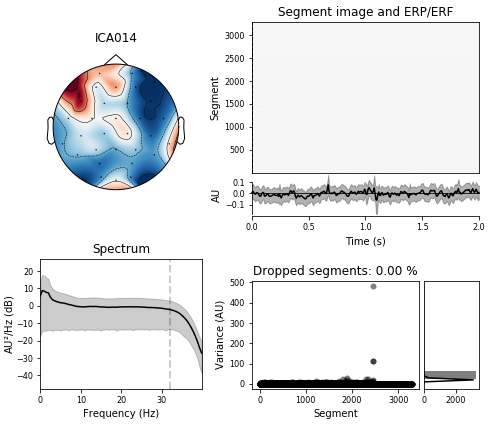 ICA014
Segment image and ERP/ERF
3000
2500
2000
1500
1000
500
Segment
0.1
0.0
−0.1
AU
0.0 0.5 1.0 1.5 2.0
Time (s)
Spectrum
20
10
0
−10
−20
−30
−40
AU²/Hz (dB)
0 10 20 30
Frequency (Hz)
Dropped segments: 0.00 %
500
400
300
200
100
0
Variance (AU)
0 1000 2000 3000
Segment
0 2000